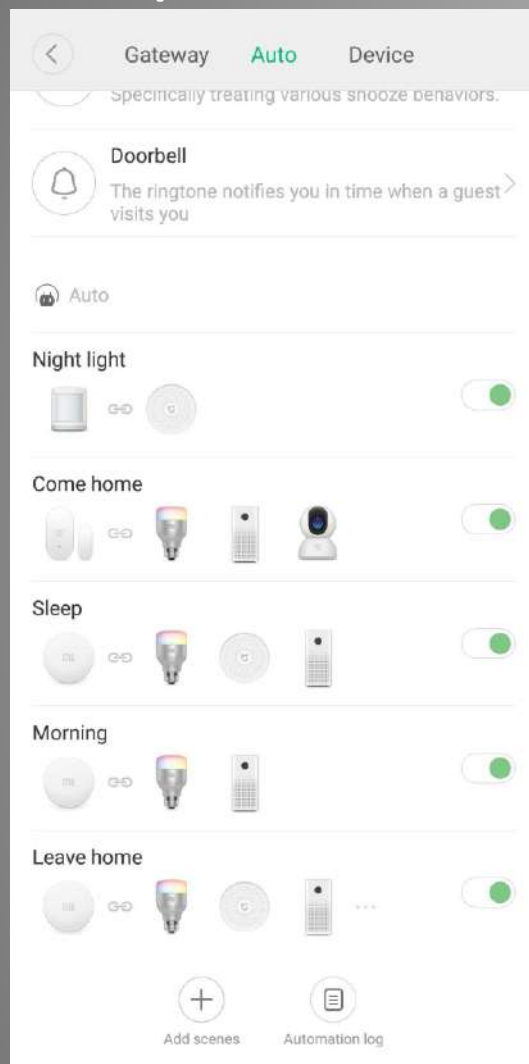 Gateway Auto Device
Specifically treating various snooze behaviors.
Doorbell
The ringtone notifies you in time when a guest
visits you
Auto
Night light
Come home
Sleep
Morning
Leave home
Add scenes Automation log